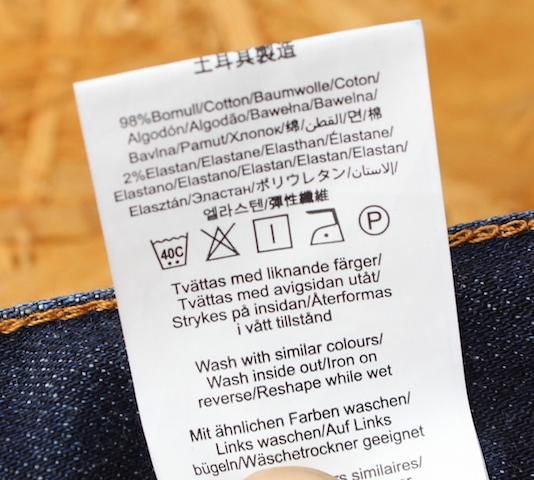 土耳其製造
98%Bomull/Cotton/Baumwolle/Coton/
Algodón/Algodão/Bawełna/Bawelna/
Bavlna/Pamut/Хлопок/綿/القطن/면/棉
2%Elastan/Elastane/Elasthan/Élastane/
Elastano/Elastano/Elastan/Elastan/Elastan/
Elasztán/Эластан/ポリウレタン/الاستان/
엘라스텐/彈性纖維
40C
P
Tvättas med liknande färger/
Tvättas med avigsidan utåt/
Strykes på insidan/Återformas
i vått tillstånd
Wash with similar colours/
Wash inside out/Iron on
reverse/Reshape while wet
Mit ähnlichen Farben waschen/
Links waschen/Auf Links
bügeln/Wäschetrockner geeignet
similaires/